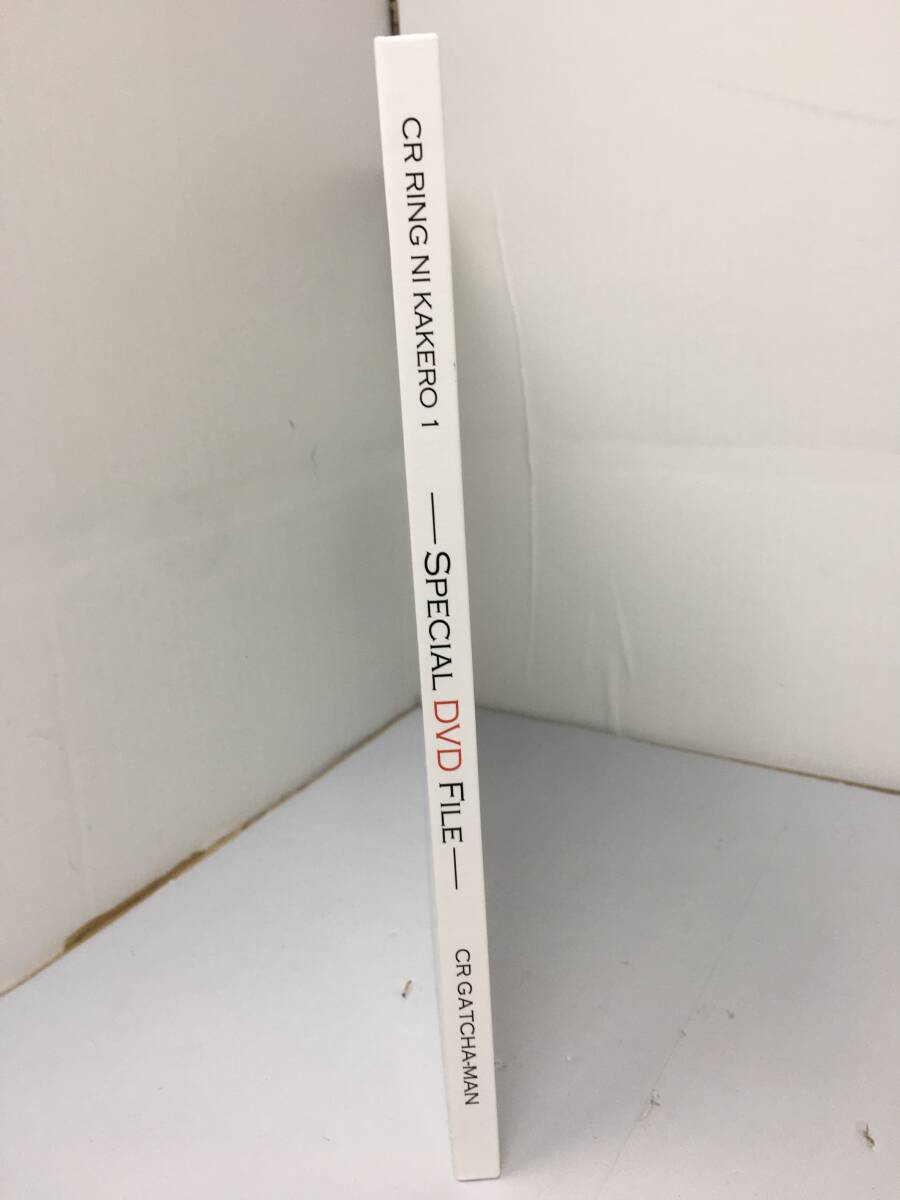 CR RING NI KAKERO 1
—SPECIAL DVD FILE—
CR GATCHA-MAN